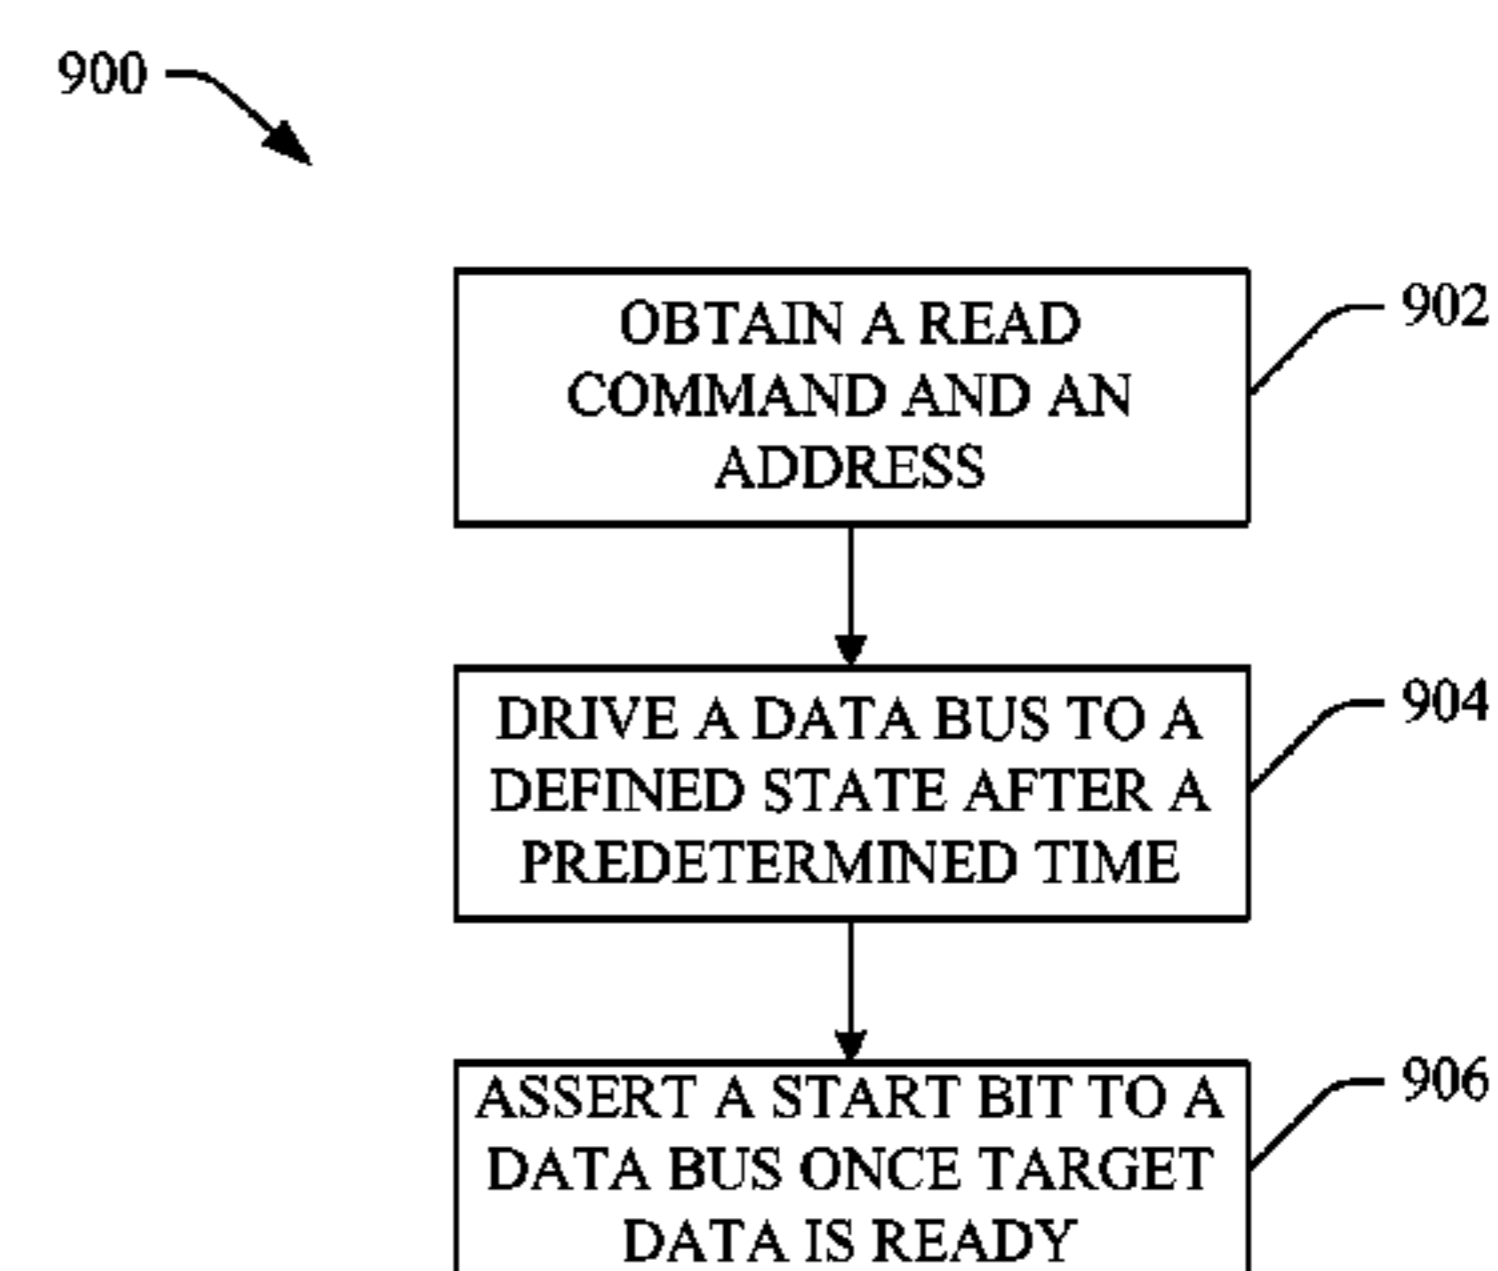 900
OBTAIN A READ
COMMAND AND AN
ADDRESS
902
DRIVE A DATA BUS TO A
DEFINED STATE AFTER A
PREDETERMINED TIME
904
ASSERT A START BIT TO A
DATA BUS ONCE TARGET
DATA IS READY
906